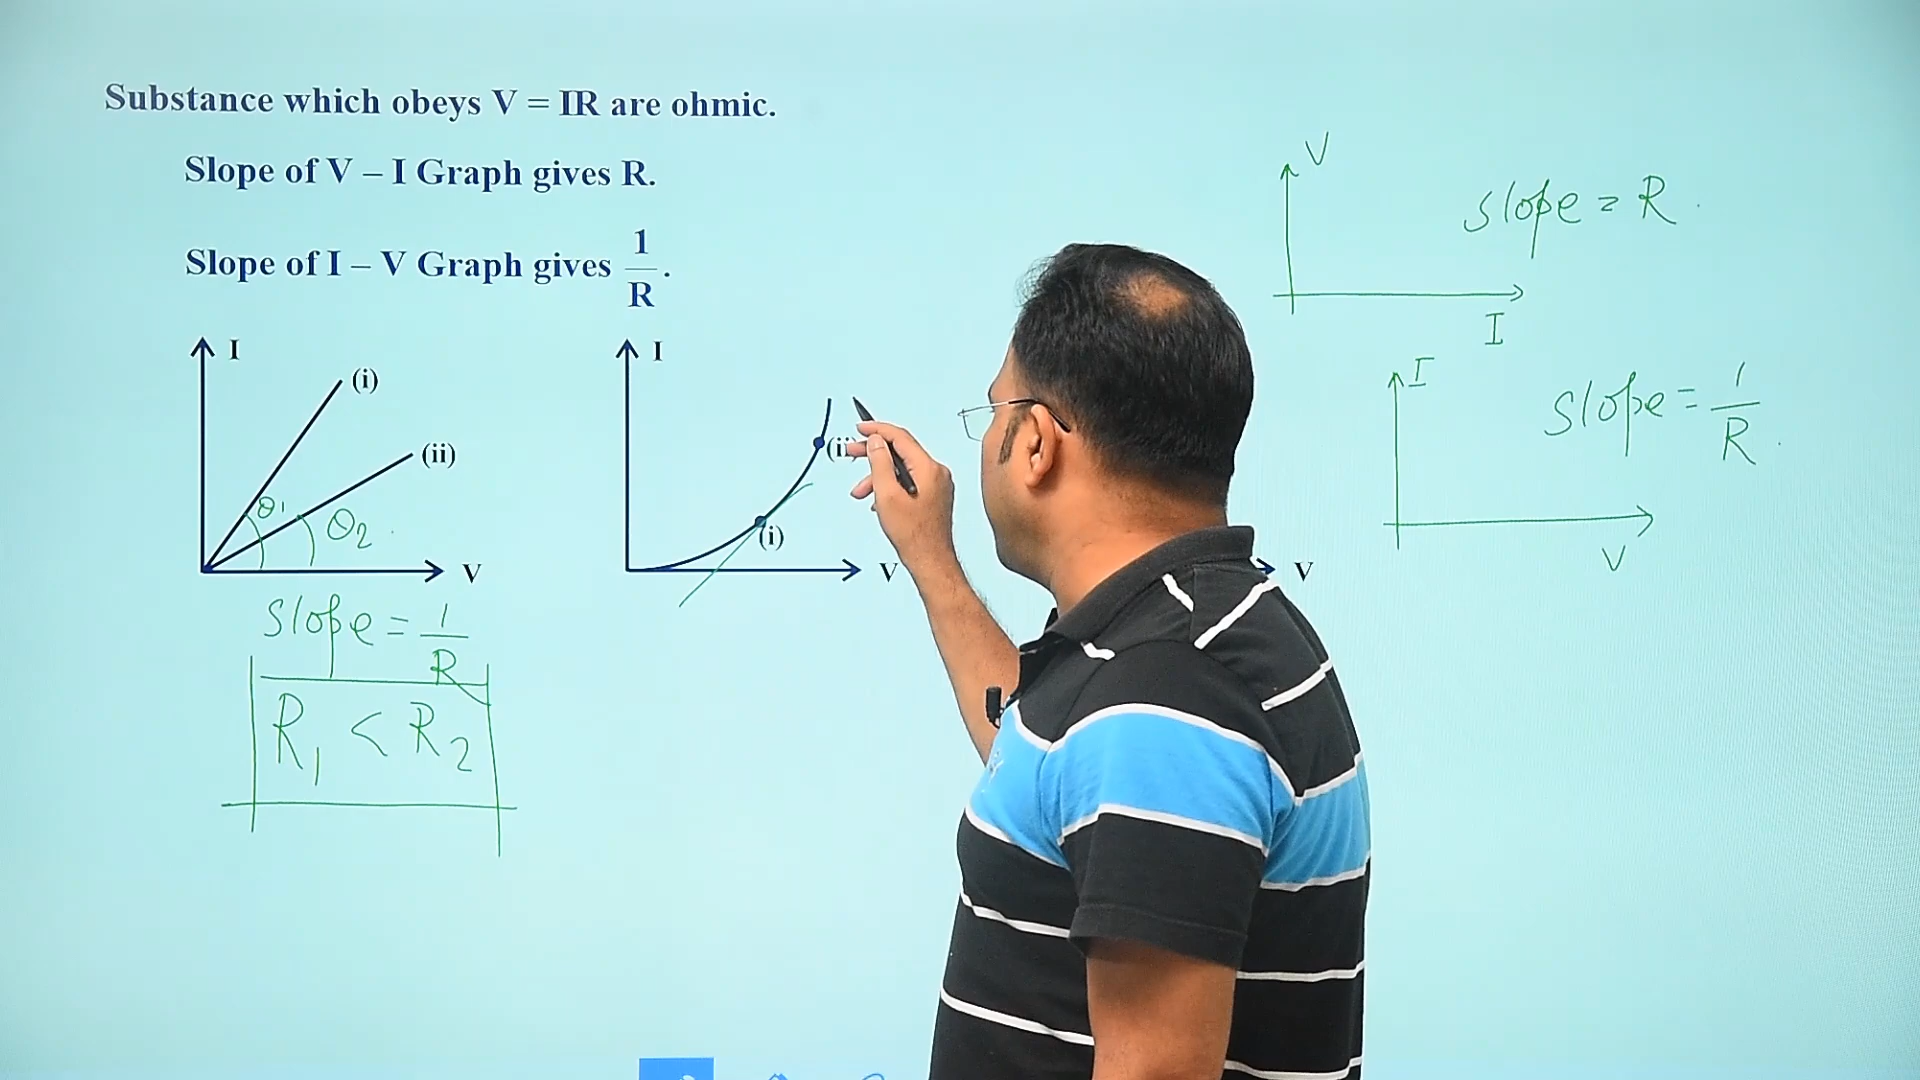 Substance which obeys V = IR are ohmic.
Slope of V – I Graph gives R.
Slope of I – V Graph gives 1/R.
I
(i)
(ii)
θ1
θ2
V
slope = 1/R
R1 < R2
I
(i)
V
V
V
slope = R
I
I
slope = 1/R
V